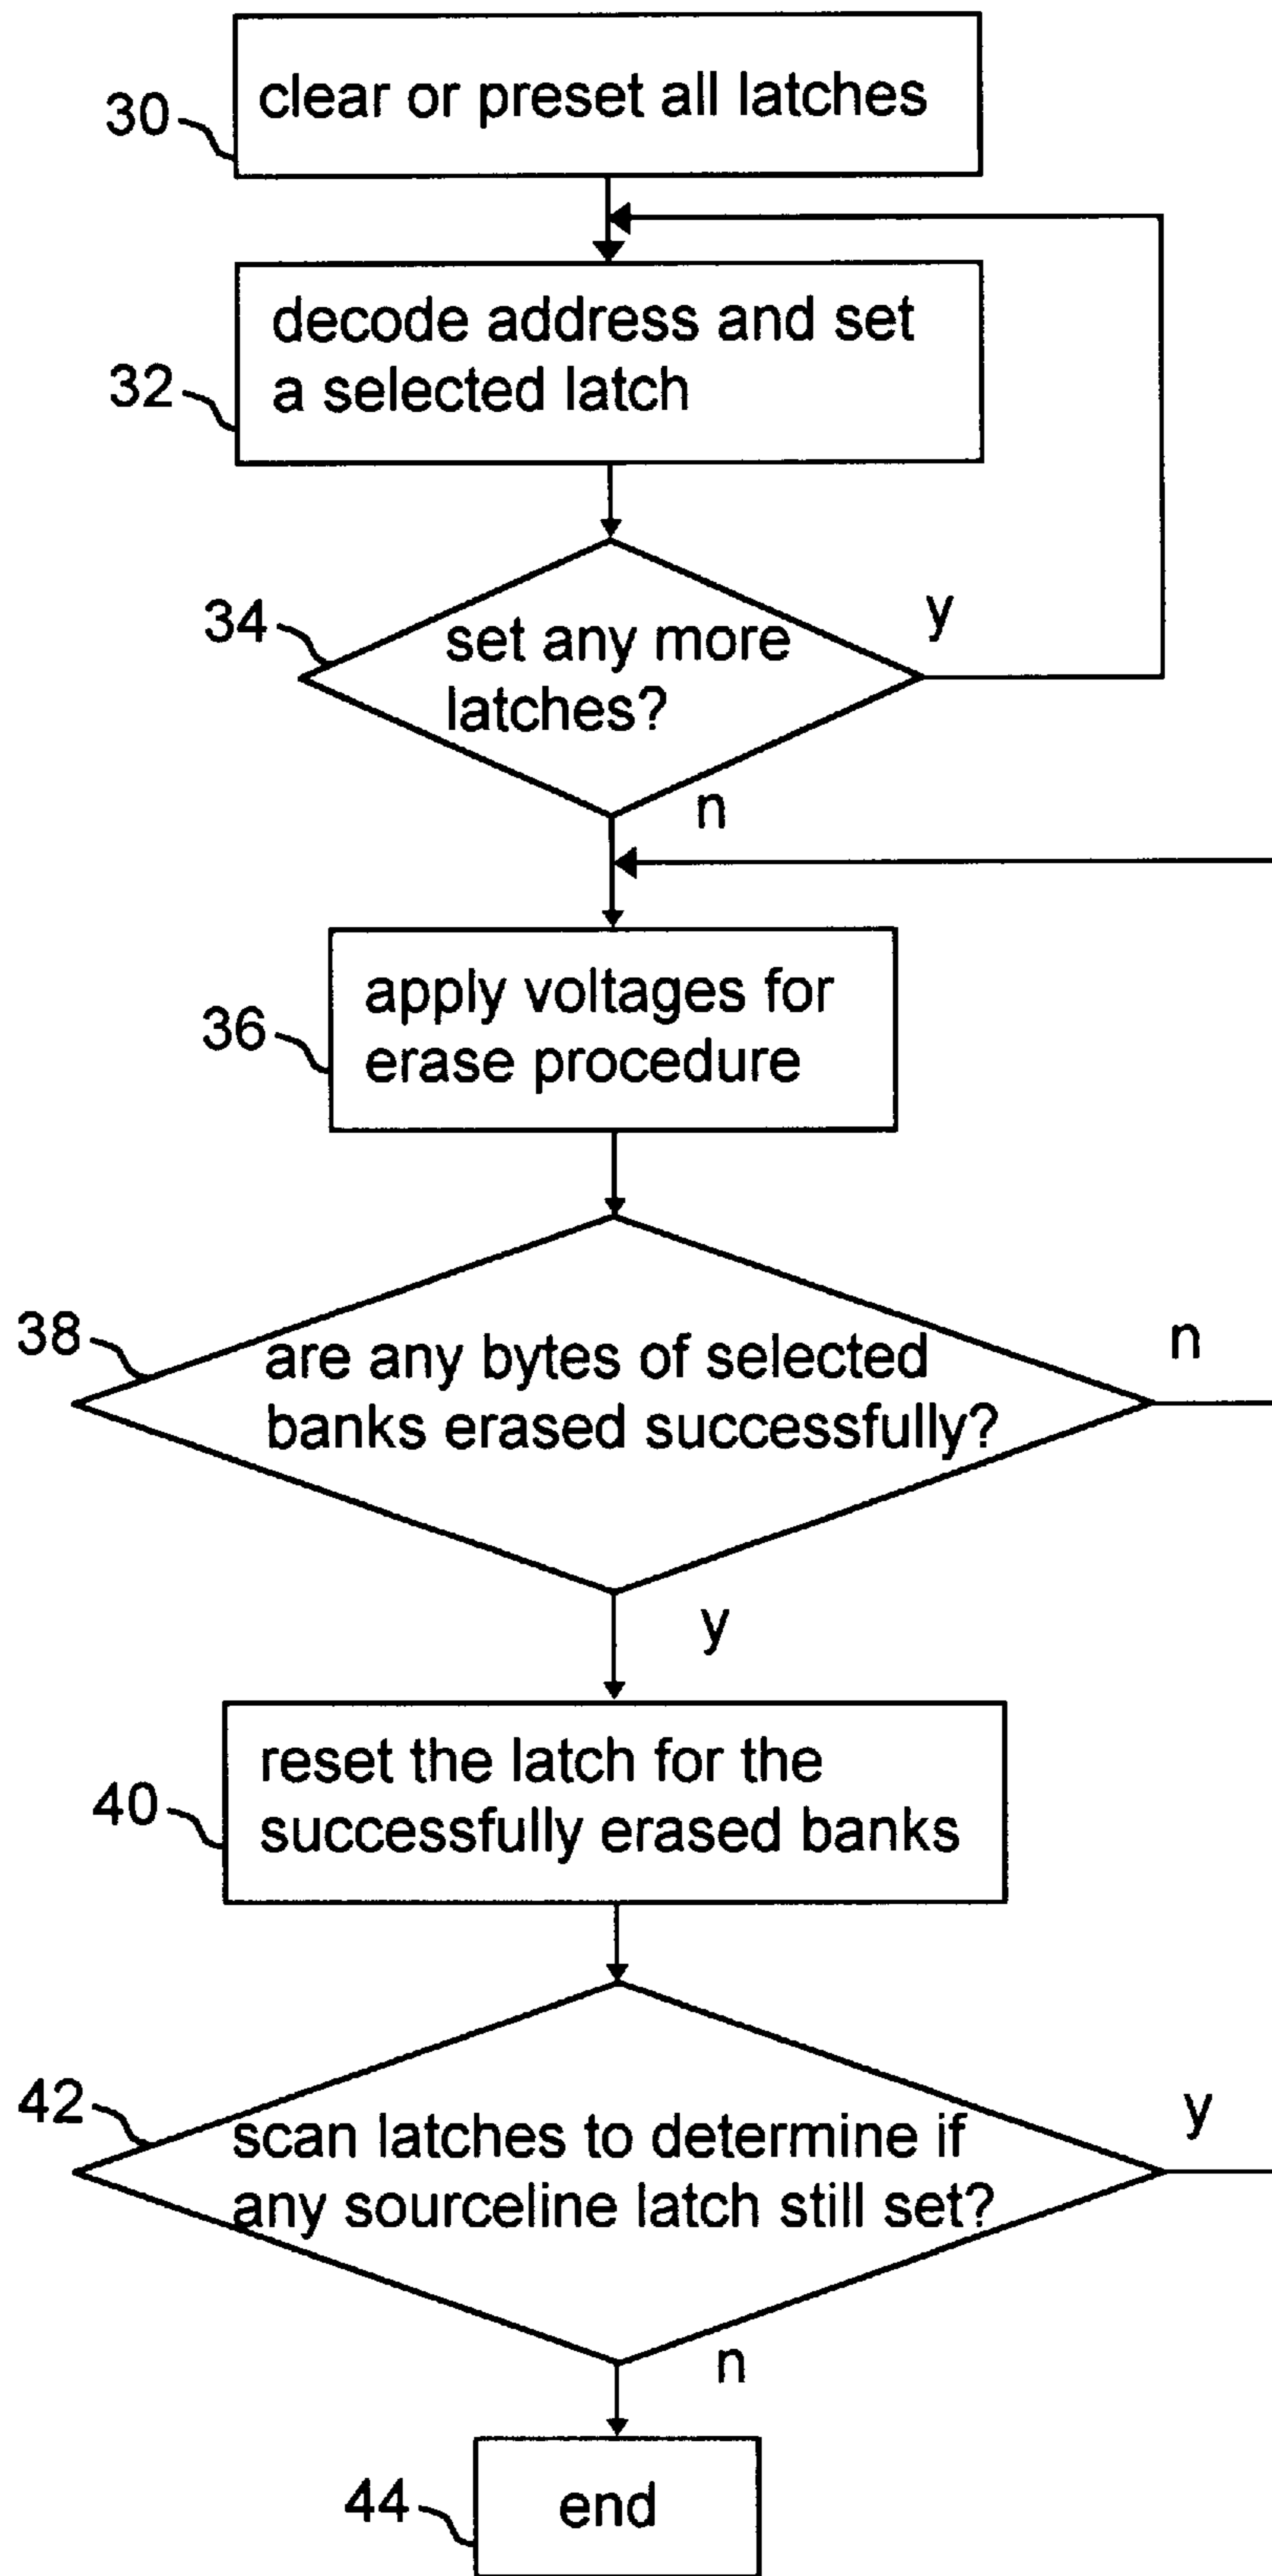 clear or preset all latches
30
decode address and set
a selected latch
32
34
set any more
latches?
y
n
apply voltages for
erase procedure
36
38
are any bytes of selected
banks erased successfully?
n
y
reset the latch for the
successfully erased banks
40
42
scan latches to determine if
any sourceline latch still set?
y
n
44
end